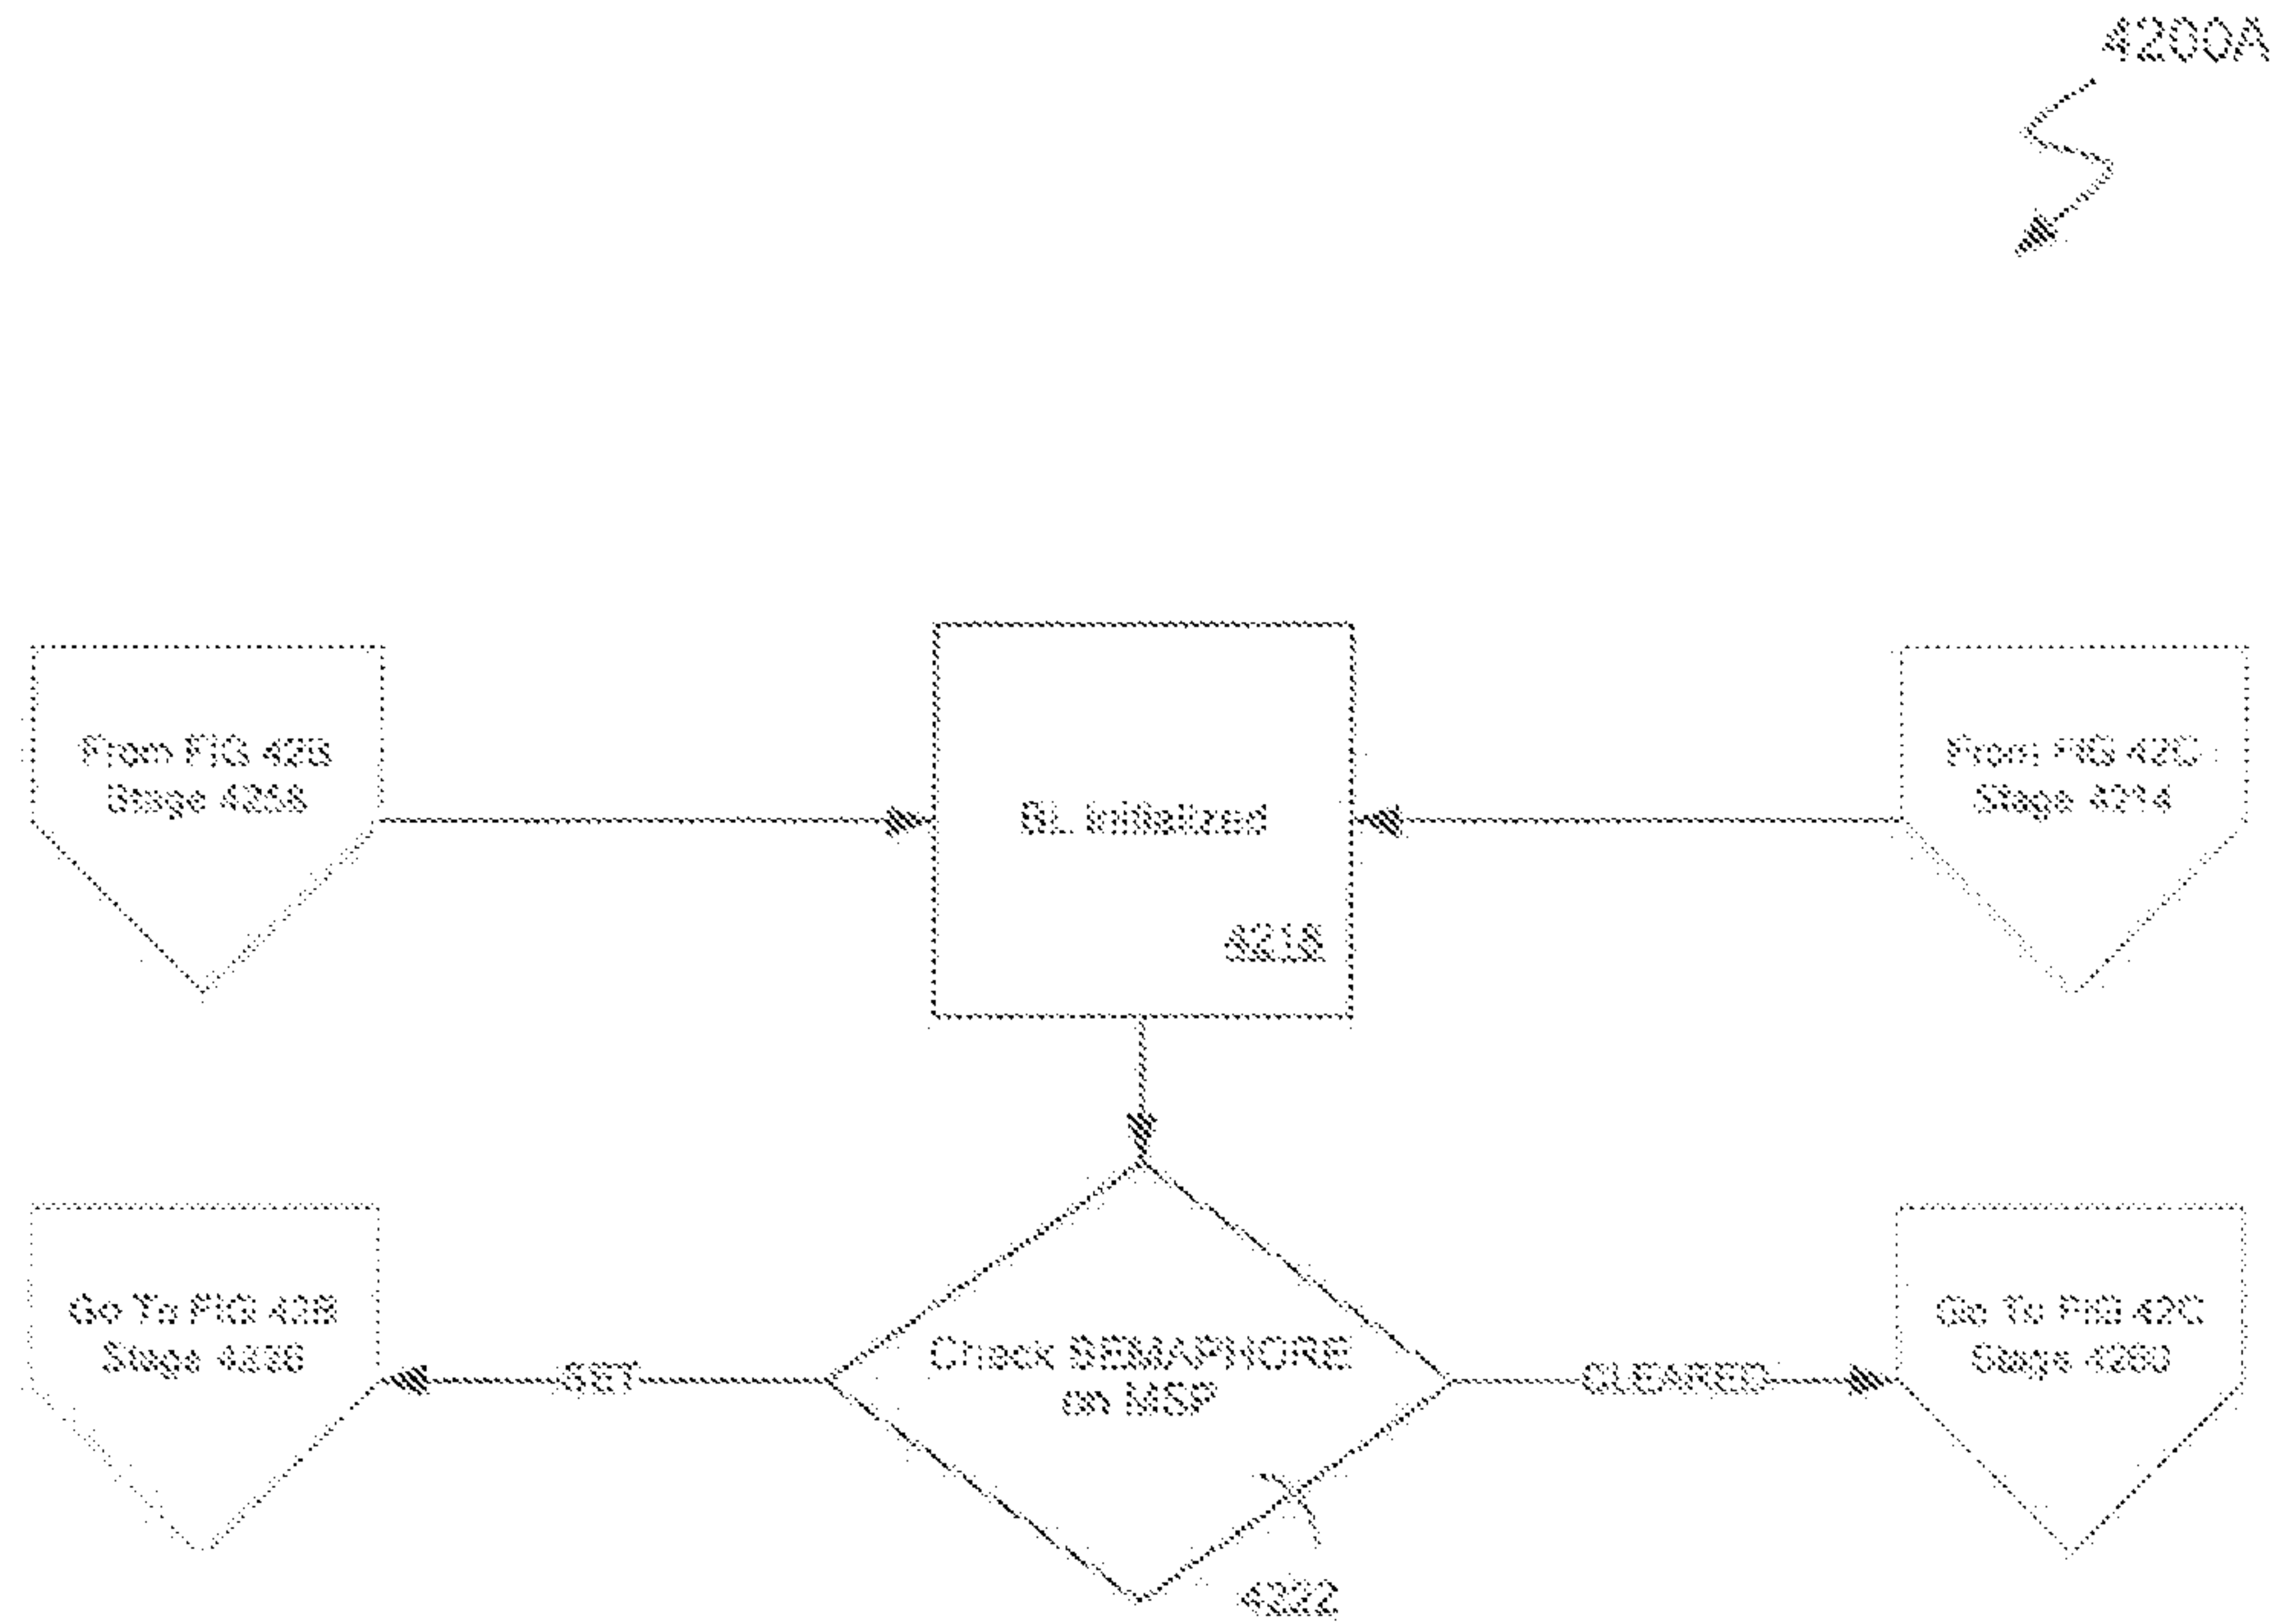 4200A
From FIG 42B
Stage 4258
BL Initialized
4218
From FIG 42C
Stage 4214
Go To FIG 42B
Stage
Check SEMAPHORE
on MSP
SET
CLEARED
Go To FIG 42C
Stage 4260
4222